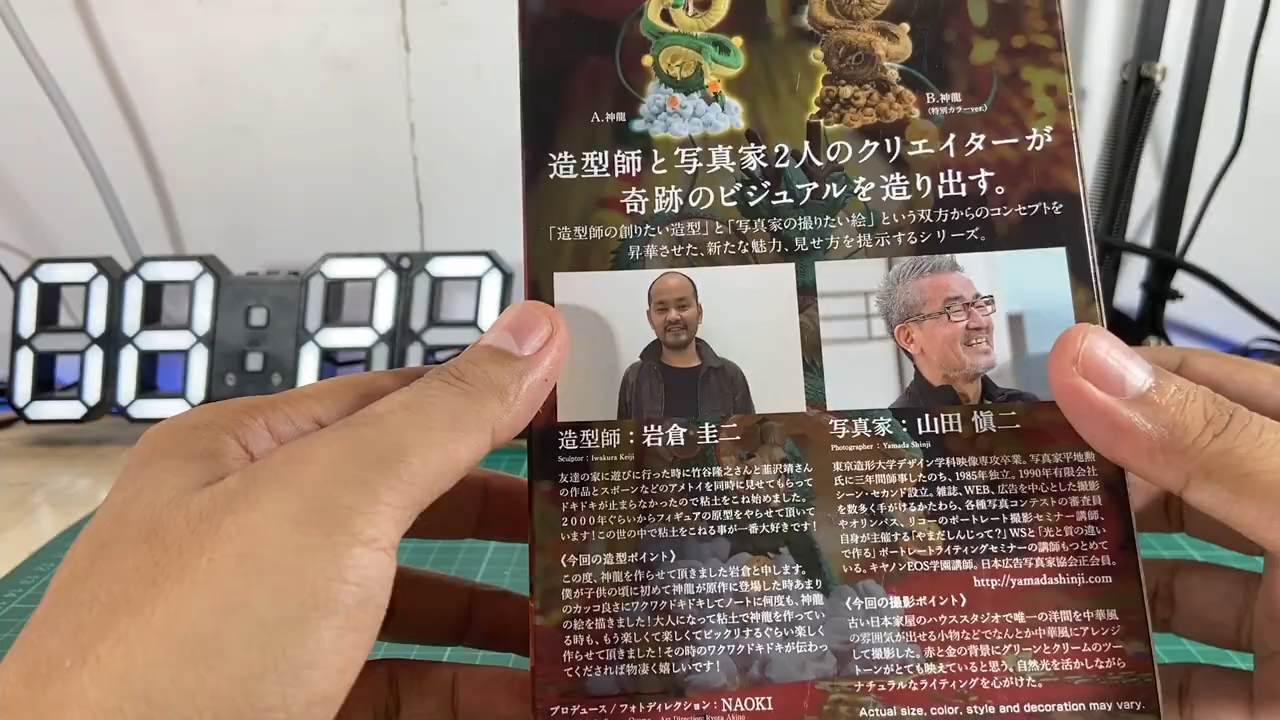 A.神龍
B.神龍
(特別カラーver.)
造型師と写真家2人のクリエイターが
奇跡のビジュアルを造り出す。
「造型師の創りたい造型」と「写真家の撮りたい絵」という双方からのコンセプトを
昇華させた、新たな魅力、見せ方を提示するシリーズ。
造型師：岩倉 圭二
Sculptor : Iwakura Keiji
友達の家に遊びに行った時に竹谷隆之さんと韮沢靖さん
の作品とスポーンなどのアメトイを同時に見せてもらって
ドキドキが止まらなかったので粘土をこね始めました。
2000年ぐらいからフィギュアの原型をやらせて頂いて
います！この世の中で粘土をこねる事が一番大好きです！
《今回の造型ポイント》
この度、神龍を作らせて頂きました岩倉と申します。
僕が子供の頃に初めて神龍が原作に登場した時あまり
のカッコ良さにワクワクドキドキしてノートに何度も、神龍
の絵を描きました！大人になって粘土で神龍を作ってい
る時も、もう楽しくて楽しくてビックリするぐらい楽しく
作らせて頂きました！その時のワクワクドキドキが伝わっ
てくだされば物凄く嬉しいです！
写真家：山田 愼二
Photographer : Yamada Shinji
東京造形大学デザイン学科映像専攻卒業。写真家平地勲
氏に三年間師事したのち、1985年独立。1990年有限会社
シーン・セカンド設立。雑誌、WEB、広告を中心とした撮影
を数多く手がけるかたわら、各種写真コンテストの審査員
やオリンパス、リコーのポートレート撮影セミナー講師、
自身が主催する「やまだしんじって？」WSと「光と質の違い
で作る」ポートレートライティングセミナーの講師もつとめて
いる。キヤノンEOS学園講師。日本広告写真家協会正会員。
http://yamadashinji.com
《今回の撮影ポイント》
古い日本家屋のハウススタジオで唯一の洋間を中華風
の雰囲気が出せる小物などでなんとか中華風にアレンジ
して撮影した。赤と金の背景にグリーンとクリームのツー
トーンがとても映えていると思う。自然光を活かしながら
ナチュラルなライティングを心がけた。
プロデュース / フォトディレクション：NAOKI
Art Direction: Ryota Akino
Actual size, color, style and decoration may vary.